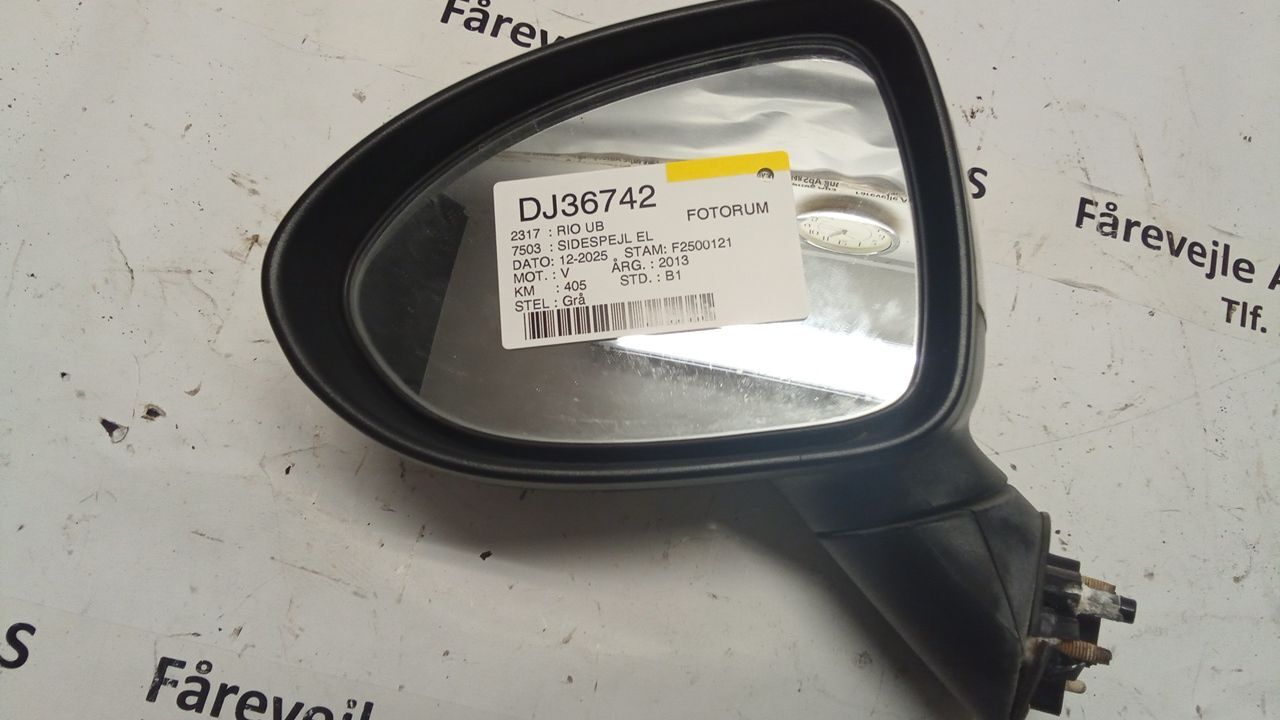 Fårev
DJ36742
FOTORUM
2317 : RIO UB
7503 : SIDESPEJL EL
DATO: 12-2025 STAM: F2500121
MOT. : V ÅRG. : 2013
KM : 405 STD. : B1
STEL : Grå
S
Fårevejle A
Tlf.
S
Fårevejl